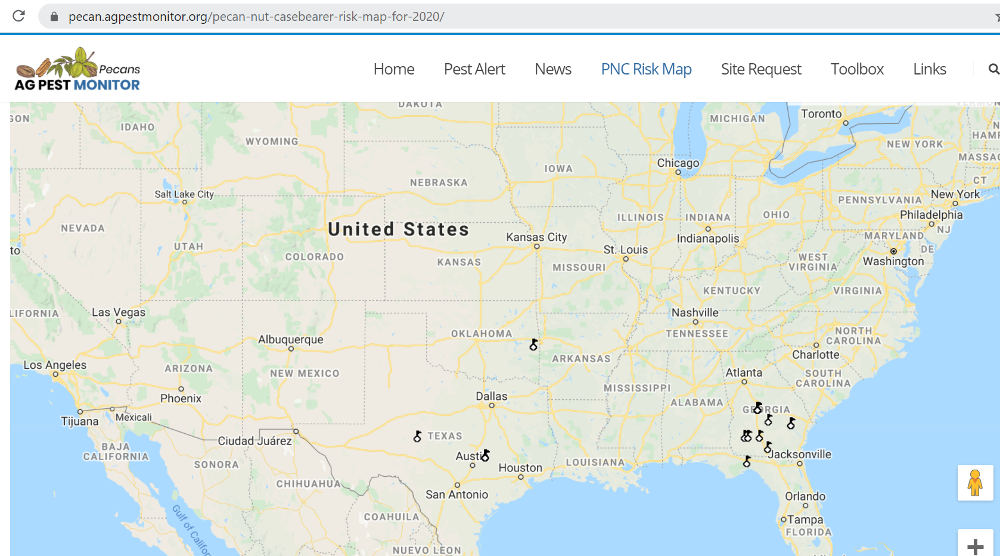 pecan.agpestmonitor.org/pecan-nut-casebearer-risk-map-for-2020/
Pecans
AG PEST MONITOR
Home Pest Alert News PNC Risk Map Site Request Toolbox Links
DAKOTA
Toronto
MICHIGAN
GON
IDAHO
WYOMING
NEW YORK
HAMP
MASSAC
Chicago
IOWA
NEBRASKA
CT
Salt Lake City
New York
PENNSYLVANIA
Philadelphia
ILLINOIS
INDIANA
OHIO
NEVADA
United States
NJ
MARYLAND
Kansas City
Indianapolis
UTAH
to
St. Louis
DE
COLORADO
KANSAS
MISSOURI
WEST
VIRGINIA
Washington
KENTUCKY
VIRGINIA
LIFORNIA
Las Vegas
Nashville
OKLAHOMA
TENNESSEE
NORTH
CAROLINA
Albuquerque
Charlotte
ARKANSAS
Los Angeles
ARIZONA
NEW MEXICO
Atlanta
SOUTH
CAROLINA
MISSISSIPPI
Phoenix
Dallas
ALABAMA
GEORGIA
Tijuana
Mexicali
TEXAS
Ciudad Juárez
BAJA
CALIFORNIA
SONORA
Austi
Jacksonville
LOUISIANA
Houston
CHIHUAHUA
San Antonio
Orlando
Gulf of Califor
COAHUILA
Tampa
FLORIDA
NUEVO LEON